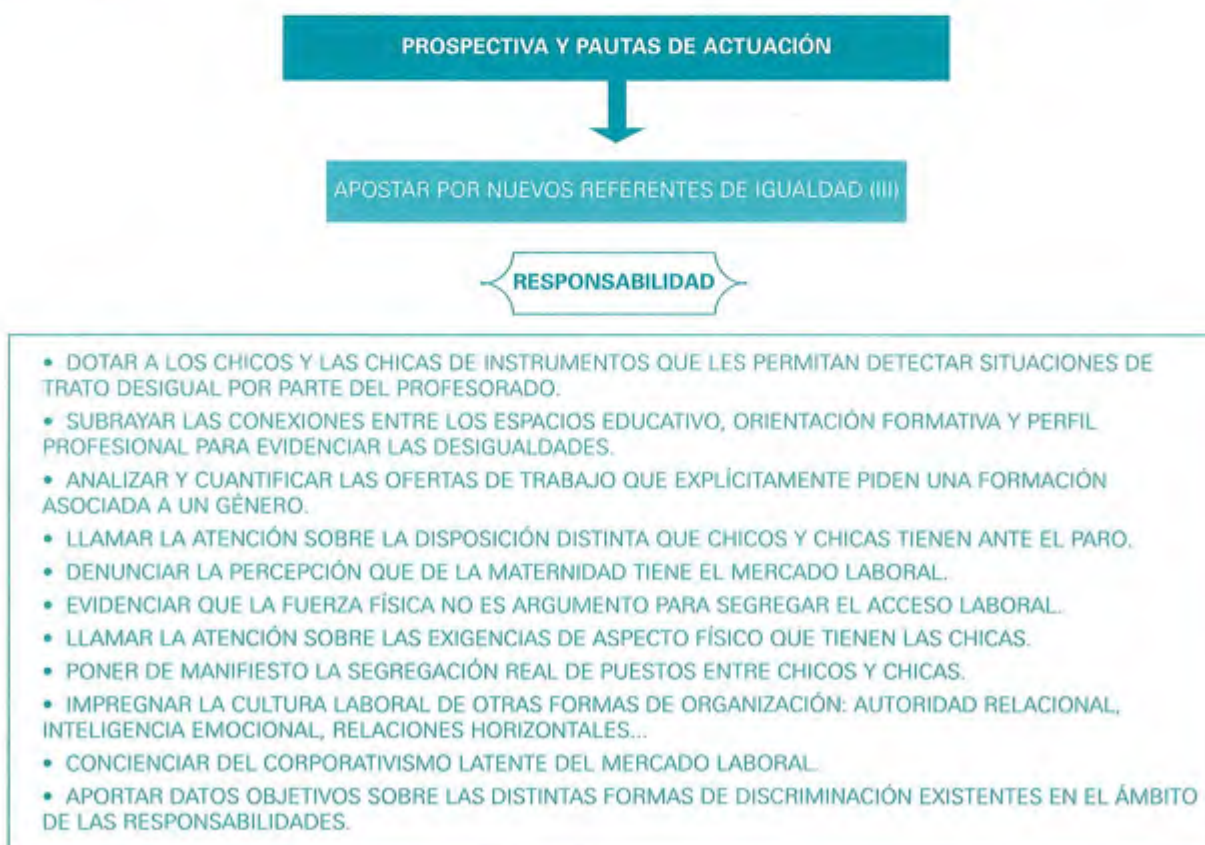 PROSPECTIVA Y PAUTAS DE ACTUACIÓN
APOSTAR POR NUEVOS REFERENTES DE IGUALDAD (III)
RESPONSABILIDAD
• DOTAR A LOS CHICOS Y LAS CHICAS DE INSTRUMENTOS QUE LES PERMITAN DETECTAR SITUACIONES DE
TRATO DESIGUAL POR PARTE DEL PROFESORADO.
• SUBRAYAR LAS CONEXIONES ENTRE LOS ESPACIOS EDUCATIVO, ORIENTACIÓN FORMATIVA Y PERFIL
PROFESIONAL PARA EVIDENCIAR LAS DESIGUALDADES.
• ANALIZAR Y CUANTIFICAR LAS OFERTAS DE TRABAJO QUE EXPLÍCITAMENTE PIDEN UNA FORMACIÓN
ASOCIADA A UN GÉNERO.
• LLAMAR LA ATENCIÓN SOBRE LA DISPOSICIÓN DISTINTA QUE CHICOS Y CHICAS TIENEN ANTE EL PARO.
• DENUNCIAR LA PERCEPCIÓN QUE DE LA MATERNIDAD TIENE EL MERCADO LABORAL.
• EVIDENCIAR QUE LA FUERZA FÍSICA NO ES ARGUMENTO PARA SEGREGAR EL ACCESO LABORAL.
• LLAMAR LA ATENCIÓN SOBRE LAS EXIGENCIAS DE ASPECTO FÍSICO QUE TIENEN LAS CHICAS.
• PONER DE MANIFIESTO LA SEGREGACIÓN REAL DE PUESTOS ENTRE CHICOS Y CHICAS.
• IMPREGNAR LA CULTURA LABORAL DE OTRAS FORMAS DE ORGANIZACIÓN: AUTORIDAD RELACIONAL,
INTELIGENCIA EMOCIONAL, RELACIONES HORIZONTALES...
• CONCIENCIAR DEL CORPORATIVISMO LATENTE DEL MERCADO LABORAL.
• APORTAR DATOS OBJETIVOS SOBRE LAS DISTINTAS FORMAS DE DISCRIMINACIÓN EXISTENTES EN EL ÁMBITO
DE LAS RESPONSABILIDADES.